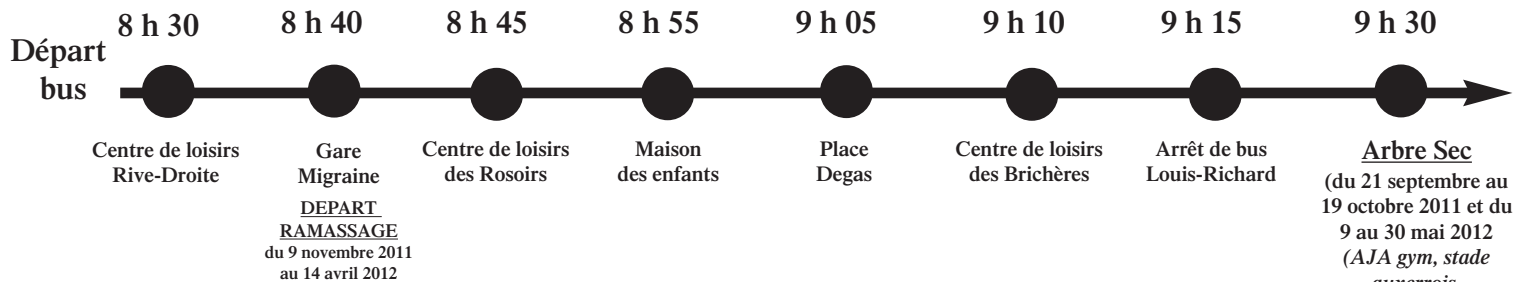 8 h 30 8 h 40 8 h 45 8 h 55 9 h 05 9 h 10 9 h 15 9 h 30
Départ
bus
Centre de loisirs
Rive-Droite
Gare
Migraine
DEPART
RAMASSAGE
du 9 novembre 2011
au 14 avril 2012
Centre de loisirs
des Rosoirs
Maison
des enfants
Place
Degas
Centre de loisirs
des Brichères
Arrêt de bus
Louis-Richard
Arbre Sec
(du 21 septembre au
19 octobre 2011 et du
9 au 30 mai 2012
(AJA gym, stade